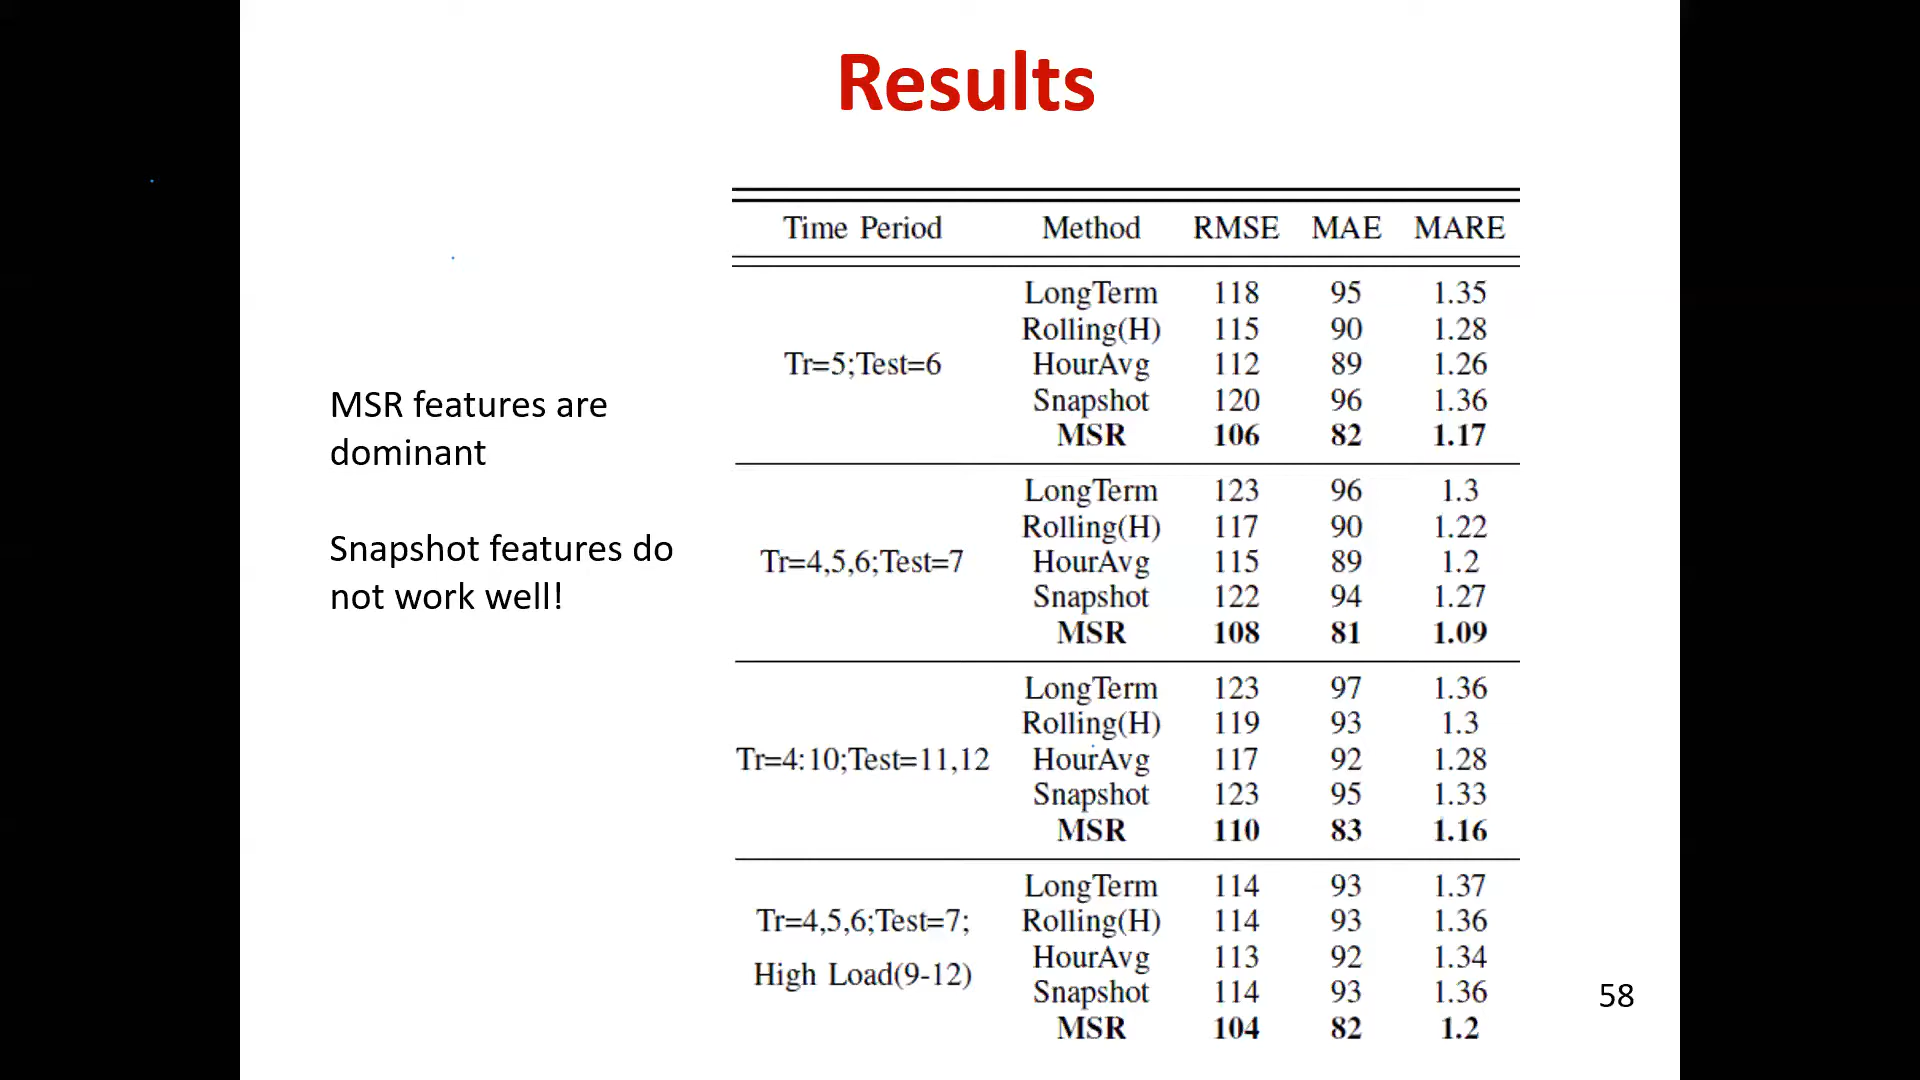 Results
MSR features are
dominant
Snapshot features do
not work well!
Time Period Method RMSE MAE MARE
Tr=5;Test=6
LongTerm 118 95 1.35
Rolling(H) 115 90 1.28
HourAvg 112 89 1.26
Snapshot 120 96 1.36
MSR 106 82 1.17
Tr=4,5,6;Test=7
LongTerm 123 96 1.3
Rolling(H) 117 90 1.22
HourAvg 115 89 1.2
Snapshot 122 94 1.27
MSR 108 81 1.09
Tr=4:10;Test=11,12
LongTerm 123 97 1.36
Rolling(H) 119 93 1.3
HourAvg 117 92 1.28
Snapshot 123 95 1.33
MSR 110 83 1.16
Tr=4,5,6;Test=7;
High Load(9-12)
LongTerm 114 93 1.37
Rolling(H) 114 93 1.36
HourAvg 113 92 1.34
Snapshot 114 93 1.36
MSR 104 82 1.2
58